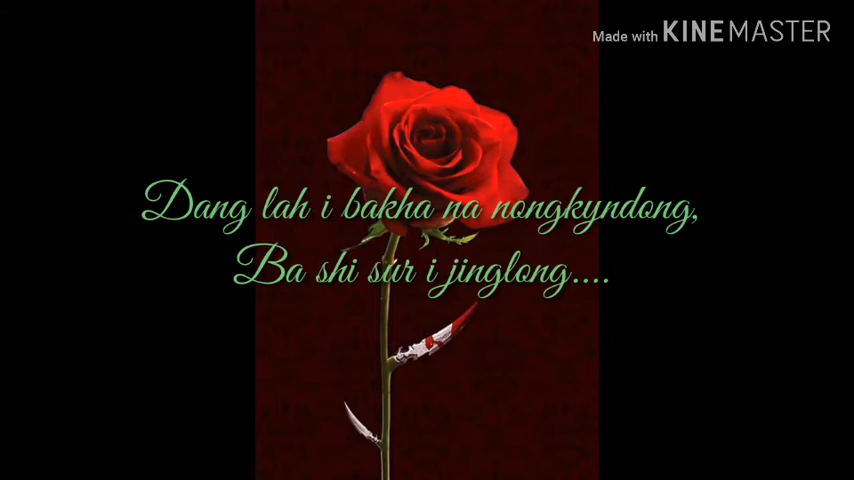 Made with KINEMASTER
Dang lah i bakha na nongkyndong,
Ba shi sur i jinglong....